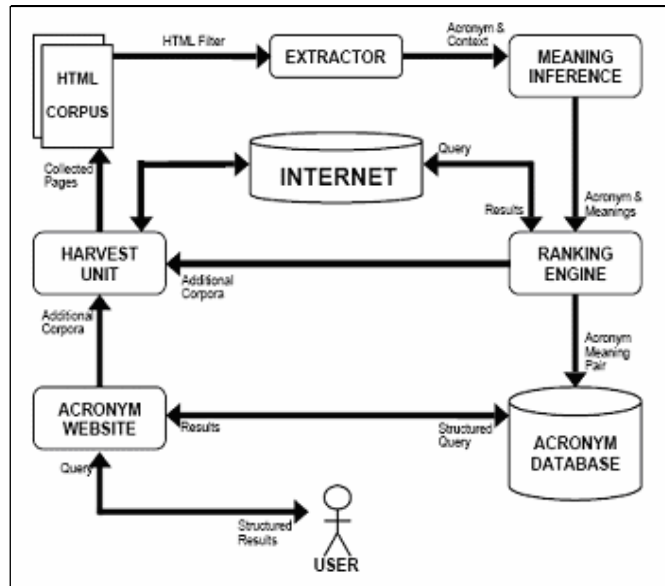 HTML Filter
Acronym &
Context
EXTRACTOR
MEANING
INFERENCE
HTML
CORPUS
Collected
Pages
INTERNET
Query
Results
Acronym &
Meanings
HARVEST
UNIT
RANKING
ENGINE
Additional
Corpora
Additional
Corpora
Acronym
Meaning
Pair
ACRONYM
WEBSITE
Results
Structured
Query
ACRONYM
DATABASE
Query
Structured
Results
USER